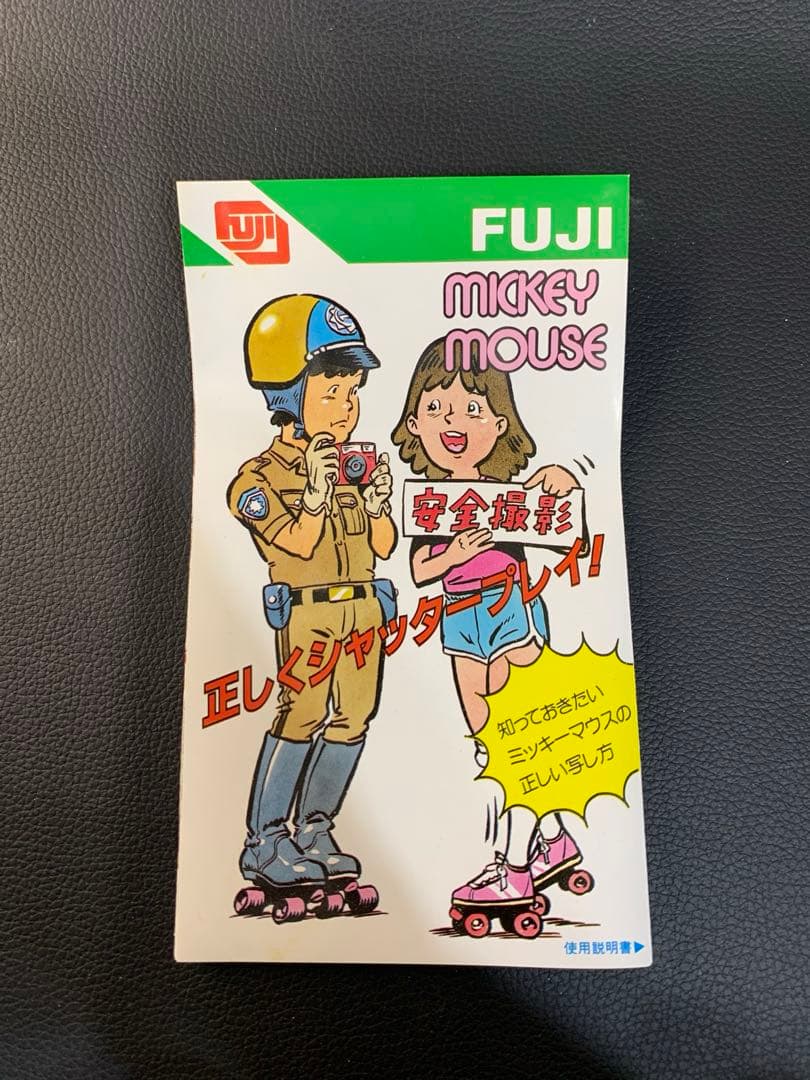 FUJI
FUJI
MICKEY
MOUSE
安全撮影
正しくシャッタープレイ!
知っておきたい
ミッキーマウスの
正しい写し方
使用説明書▶